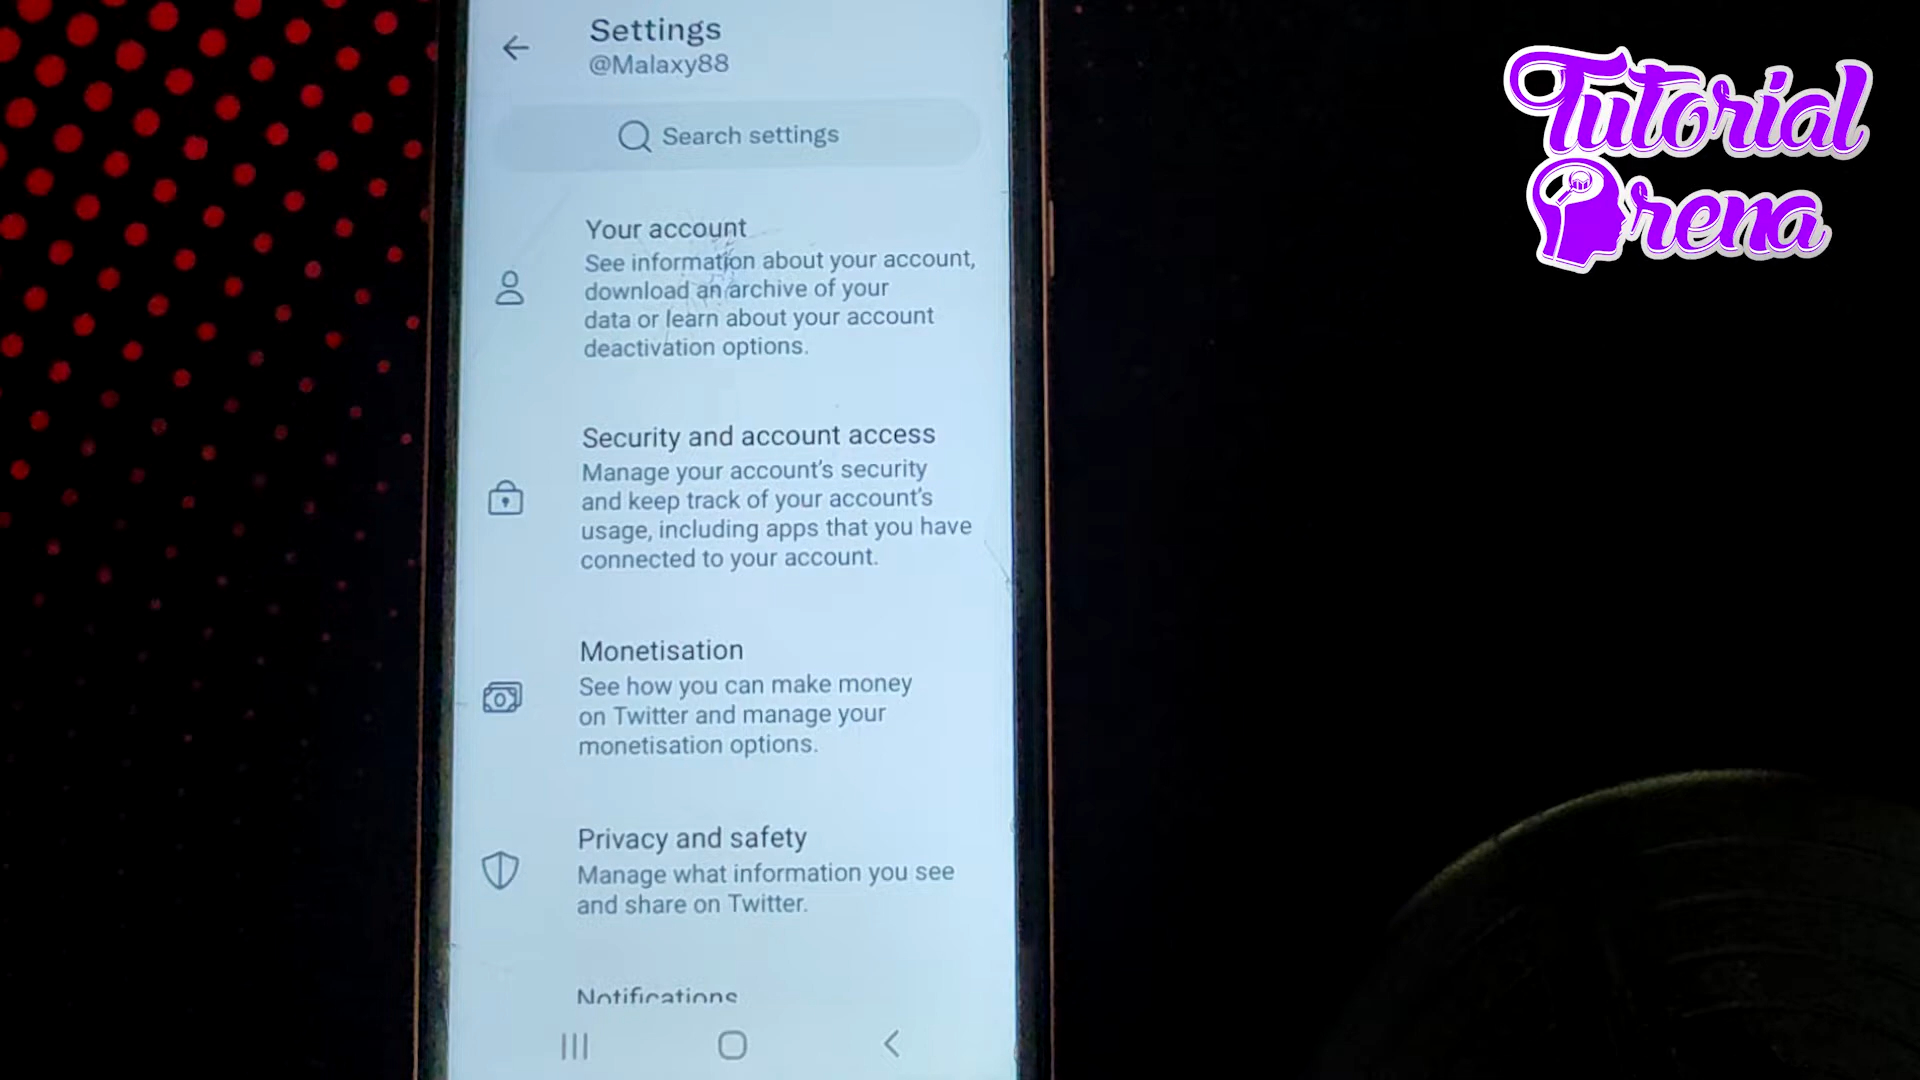 Settings
@Malaxy88
Search settings
Your account
See information about your account,
download an archive of your
data or learn about your account
deactivation options.
Security and account access
Manage your account's security
and keep track of your account's
usage, including apps that you have
connected to your account.
Monetisation
See how you can make money
on Twitter and manage your
monetisation options.
Privacy and safety
Manage what information you see
and share on Twitter.
Notifications
Tutorial
Arena